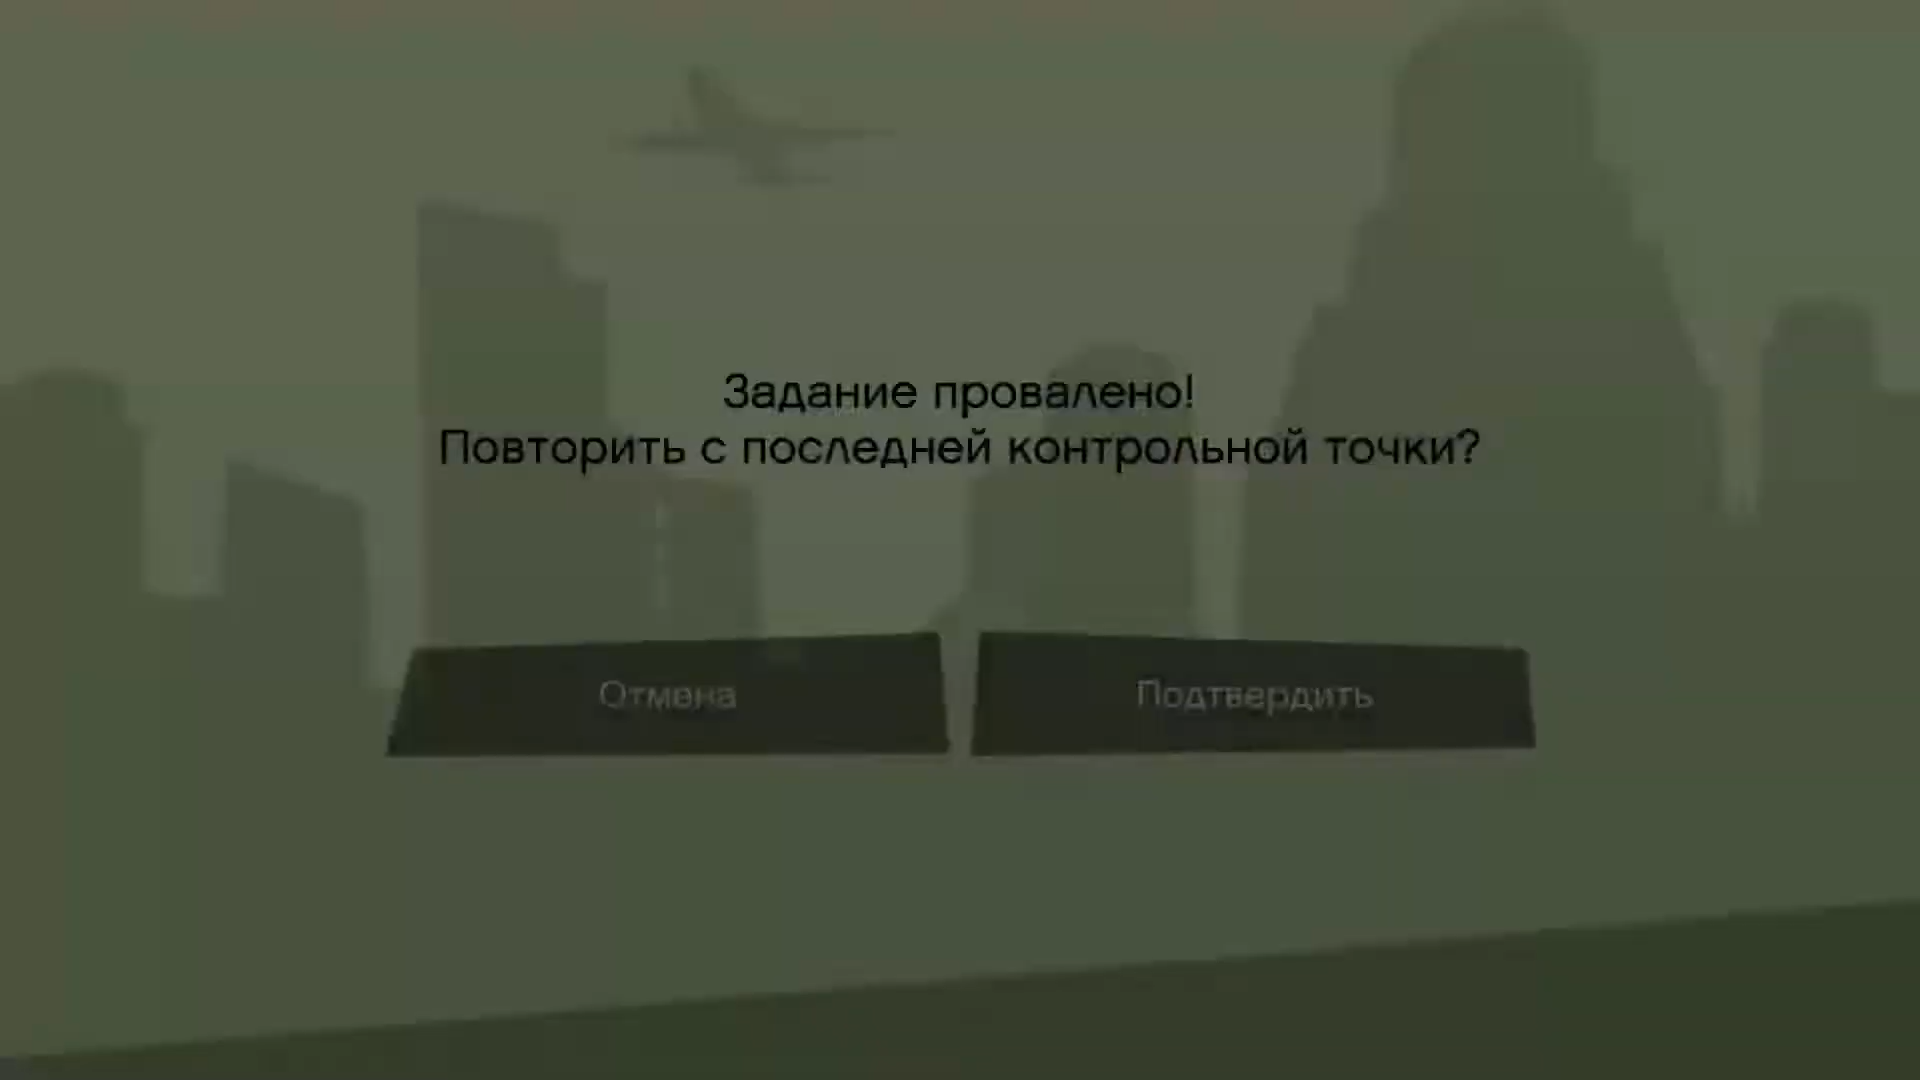 Задание провалено!
Повторить с последней контрольной точки?
Отмена
Подтвердить